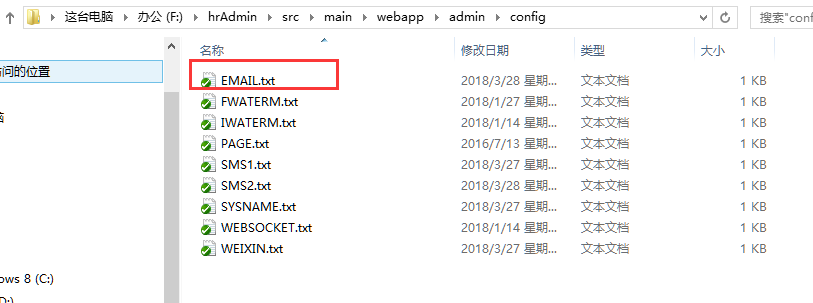 这台电脑 办公 (F:) hrAdmin src main webapp admin config 搜索"conf
名称 修改日期 类型 大小
问的位置
EMAIL.txt 2018/3/28 星期... 文本文档 1 KB
FWATERM.txt 2018/1/27 星期... 文本文档 1 KB
IWATERM.txt 2018/1/14 星期... 文本文档 1 KB
PAGE.txt 2016/7/13 星期... 文本文档 1 KB
SMS1.txt 2018/3/27 星期... 文本文档 1 KB
SMS2.txt 2018/3/28 星期... 文本文档 1 KB
SYSNAME.txt 2018/3/27 星期... 文本文档 1 KB
WEBSOCKET.txt 2018/1/14 星期... 文本文档 1 KB
WEIXIN.txt 2018/3/27 星期... 文本文档 1 KB
ows 8 (C:)
D:)